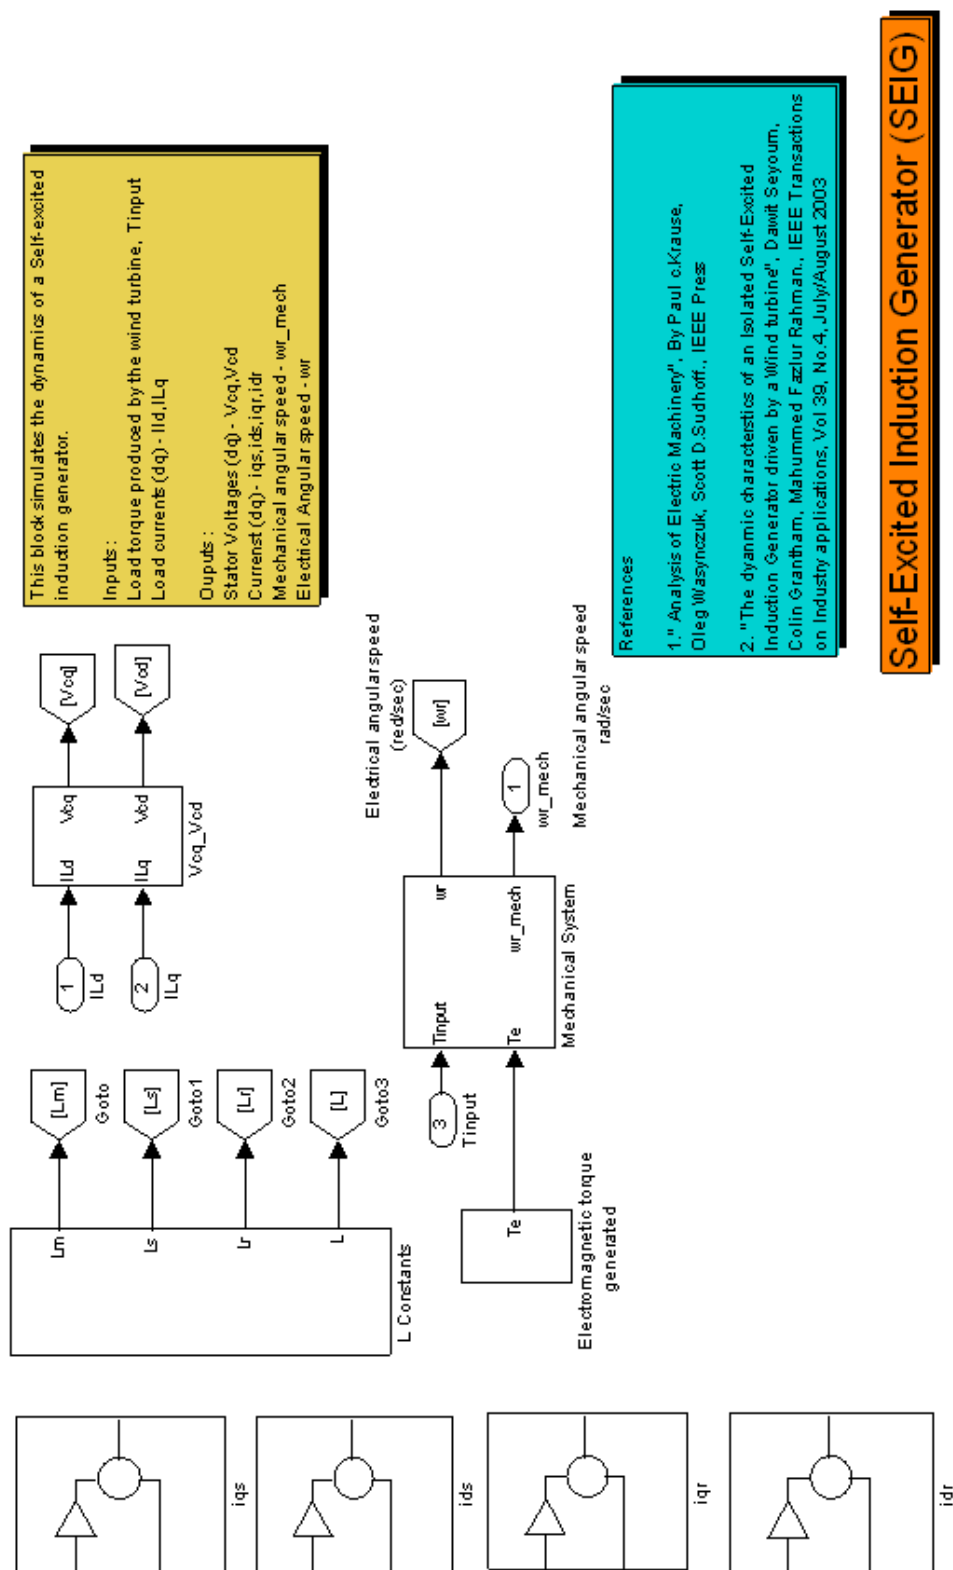 iqs
ids
iqr
idr
Lm
Ls
Lr
L
L Constants
[Lm]
Goto
[Ls]
Goto1
[Lr]
Goto2
[L]
Goto3
1
ILd
2
ILq
ILd
ILq
Vcq
Vcd
Vcq_Vcd
[Vcq]
[Vcd]
Te
Electromagnetic torque
generated
3
Tinput
Tinput
Te
wr
wr_mech
Mechanical System
Electrical angular speed
(red/sec)
[wr]
1
wr_mech
Mechanical angular speed
rad/sec
This block simulates the dynamics of a Self-excited
induction generator.
Inputs :
Load torque produced by the wind turbine, Tinput
Load currents (dq) - Ild,ILq
Ouputs :
Stator Voltages (dq) - Vcq,Vcd
Currenst (dq) - iqs,ids,iqr,idr
Mechanical angular speed - wr_mech
Electrical Angular speed - wr
References
1." Analysis of Electric Machinery", By Paul c.Krause,
Oleg Wasynczuk, Scott D.Sudhoff., IEEE Press
2. "The dyanmic characterstics of an Isolated Self-Excited
Induction Generator driven by a Wind turbine", Dawit Seyoum,
Colin Grantham, Mahummed Fazlur Rahman., IEEE Transactions
on Industry applications, Vol 39, No.4, July/August 2003
Self-Excited Induction Generator (SEIG)